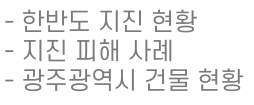 - 한반도 지진 현황
- 지진 피해 사례
- 광주광역시 건물 현황